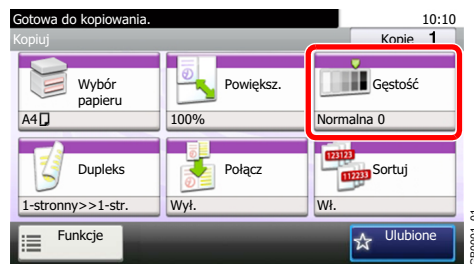 Gotowa do kopiowania.
10:10
Kopiuj
Kopie 1
Wybór
papieru
A4
Powiększ.
100%
Gęstość
Normalna 0
Dupleks
1-stronny>>1-str.
Połącz
Wył.
123123
112233
Sortuj
Wł.
Funkcje
Ulubione